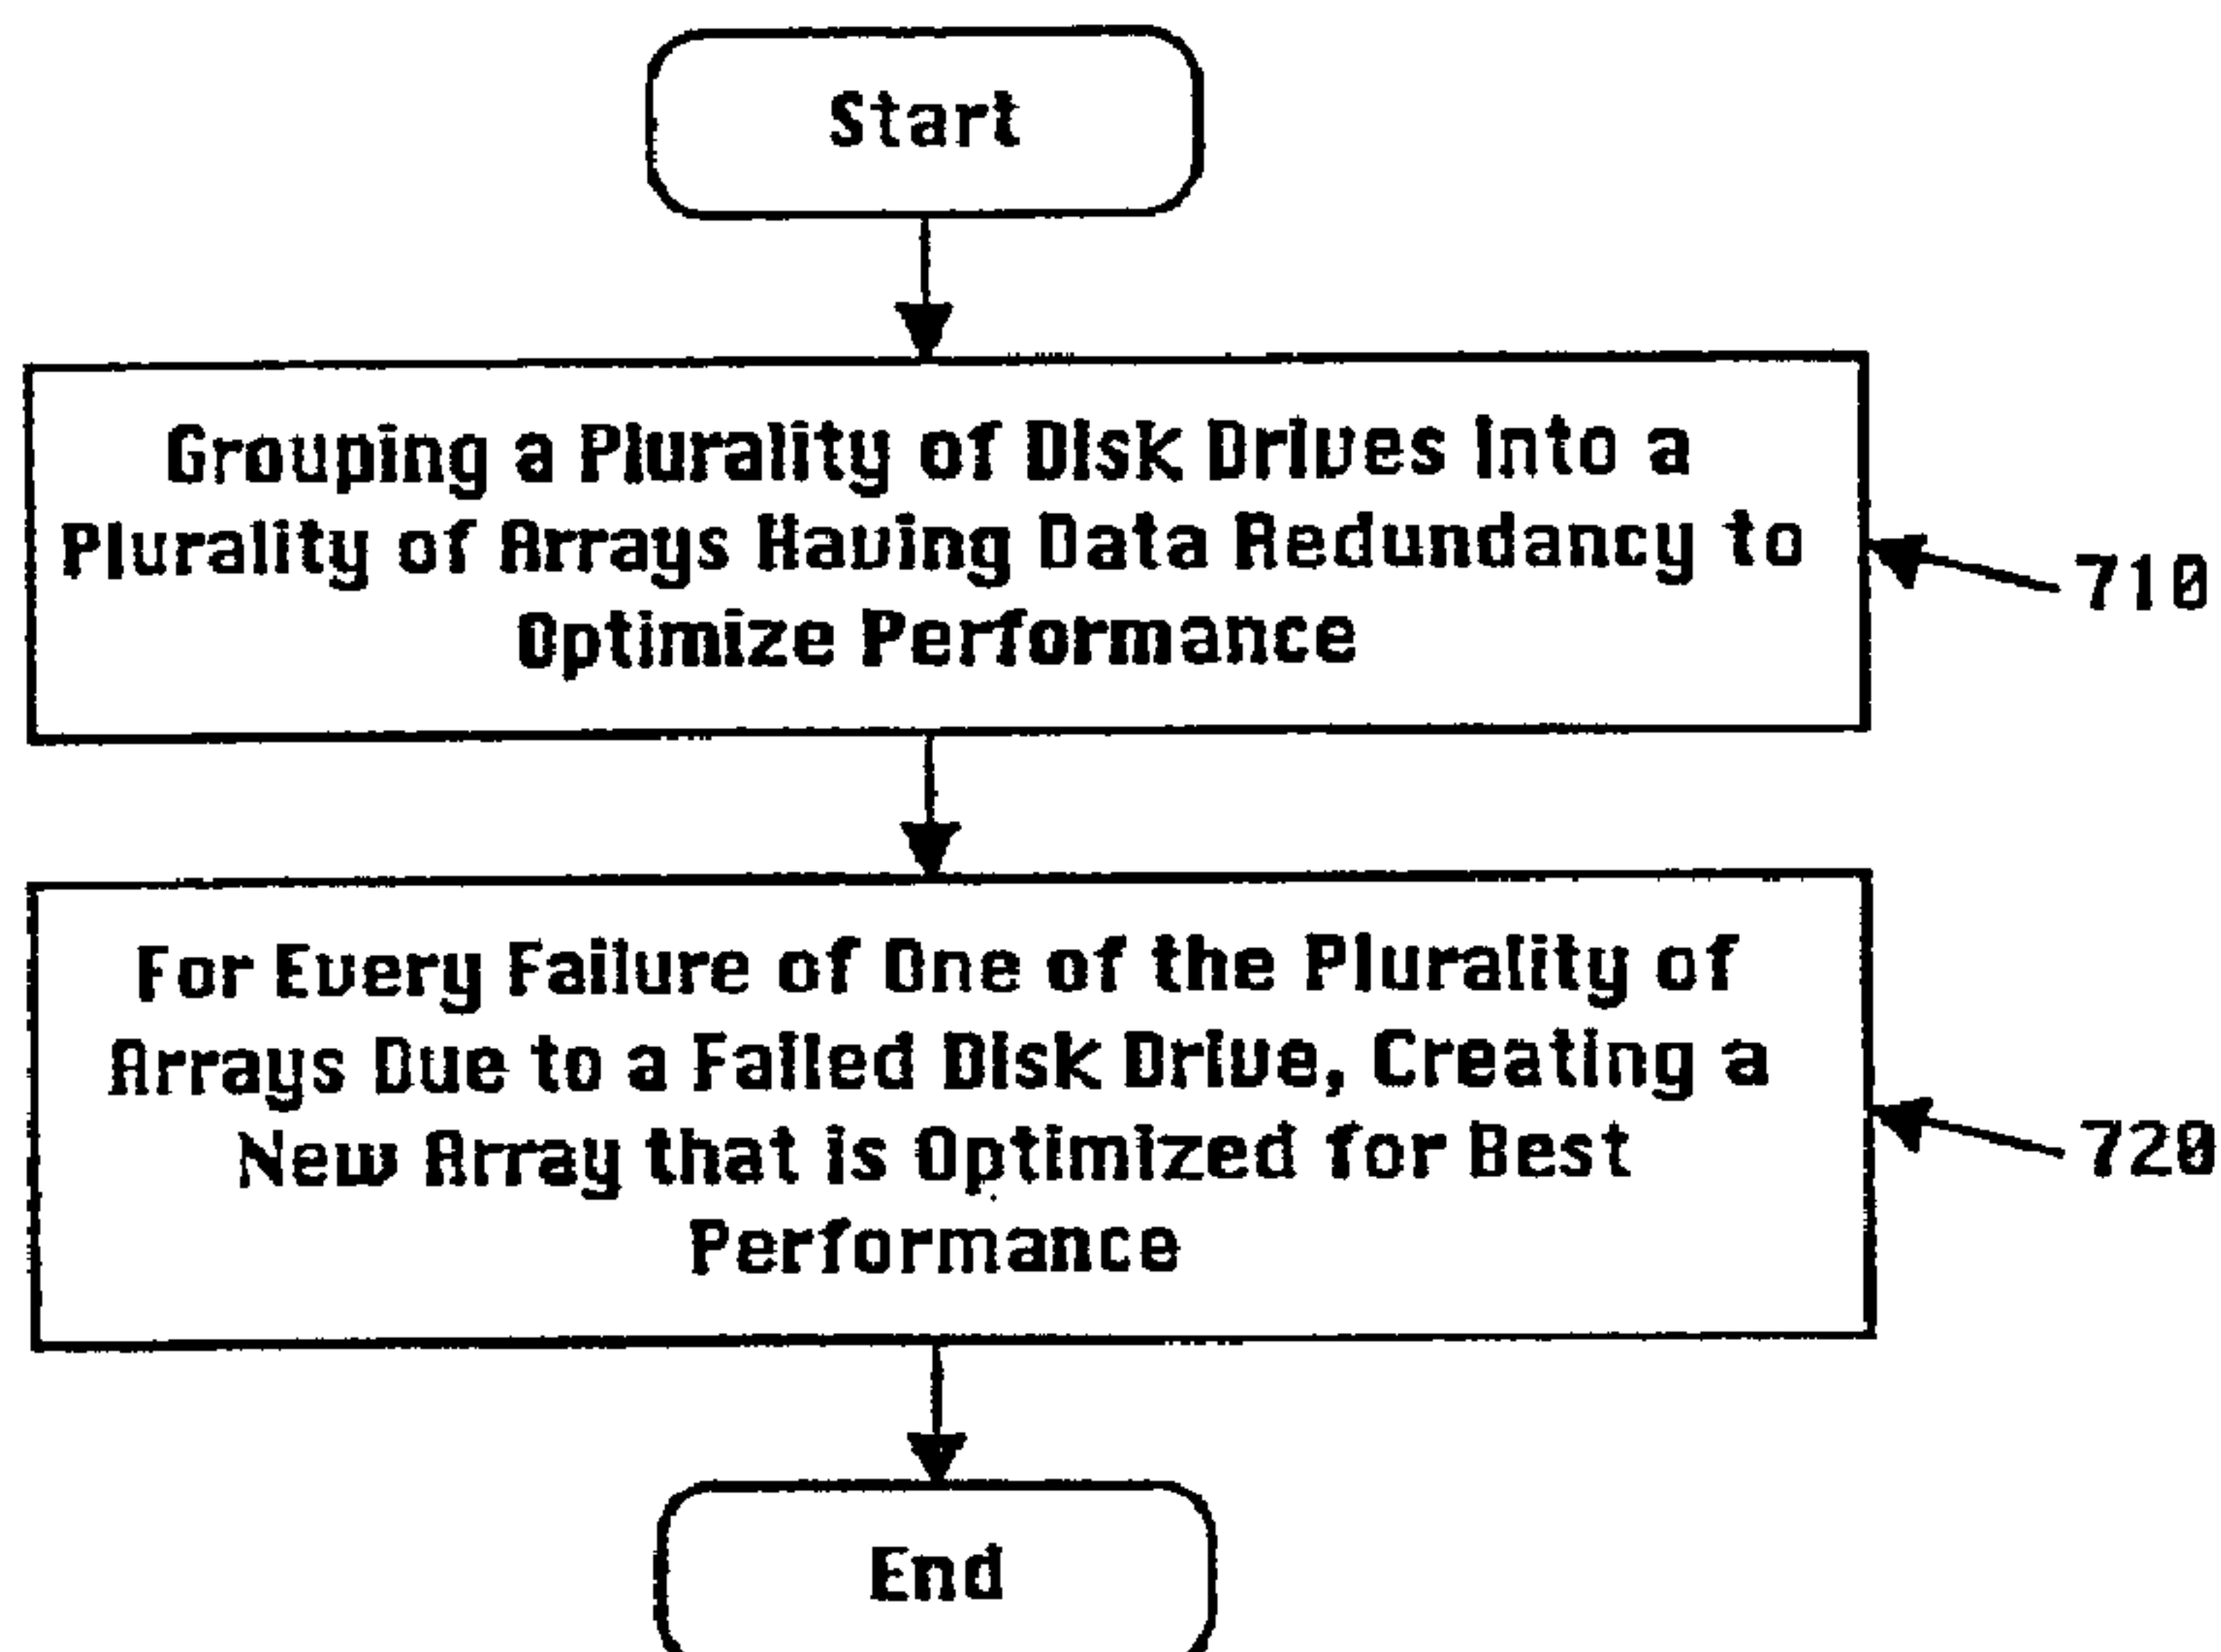 Start
Grouping a Plurality of Disk Drives into a
Plurality of Arrays Having Data Redundancy to
Optimize Performance
710
For Every Failure of One of the Plurality of
Arrays Due to a Failed Disk Drive, Creating a
New Array that is Optimized for Best
Performance
720
End